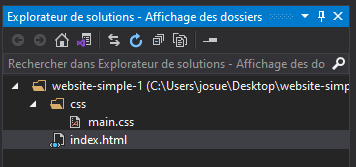 Explorateur de solutions - Affichage des dossiers
Rechercher dans Explorateur de solutions - Affichage des do
website-simple-1 (C:\Users\josue\Desktop\website-simp
css
main.css
index.html